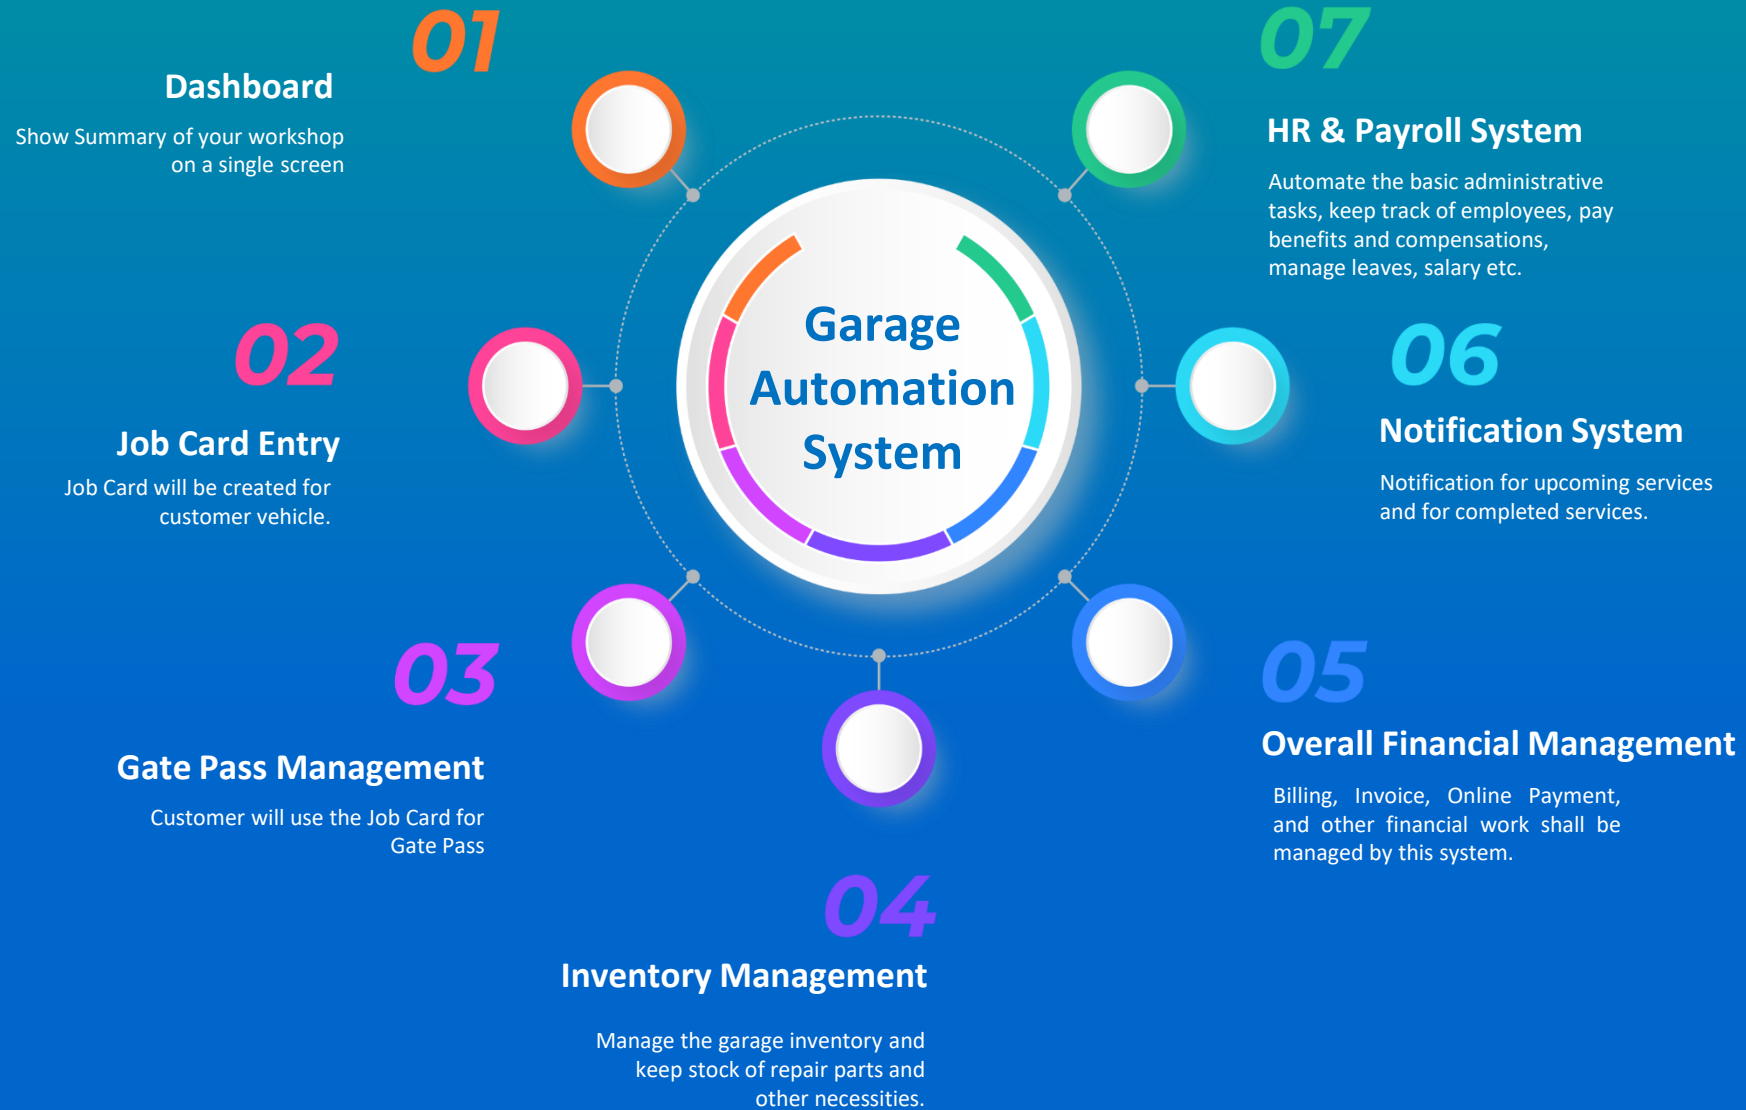 01
Dashboard
Show Summary of your workshop
on a single screen
02
Job Card Entry
Job Card will be created for
customer vehicle.
03
Gate Pass Management
Customer will use the Job Card for
Gate Pass
04
Inventory Management
Manage the garage inventory and
keep stock of repair parts and
other necessities.
Garage
Automation
System
05
Overall Financial Management
Billing, Invoice, Online Payment,
and other financial work shall be
managed by this system.
06
Notification System
Notification for upcoming services
and for completed services.
07
HR & Payroll System
Automate the basic administrative
tasks, keep track of employees, pay
benefits and compensations,
manage leaves, salary etc.